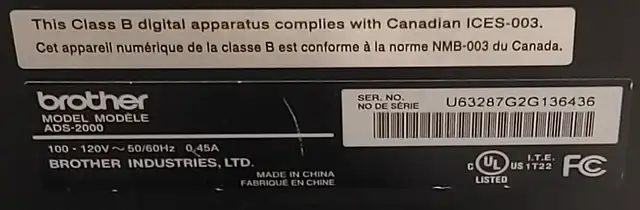 This Class B digital apparatus complies with Canadian ICES-003.
Cet appareil numérique de la classe B est conforme à la norme NMB-003 du Canada.
brother
MODEL MODÈLE
ADS-2000
100 - 120V ~ 50/60Hz 0.45A
BROTHER INDUSTRIES, LTD.
MADE IN CHINA
FABRIQUÉ EN CHINE
SER. NO.
NO DE SÉRIE
U63287G2G136436
C UL US
LISTED
I.T.E.
1T22
FC